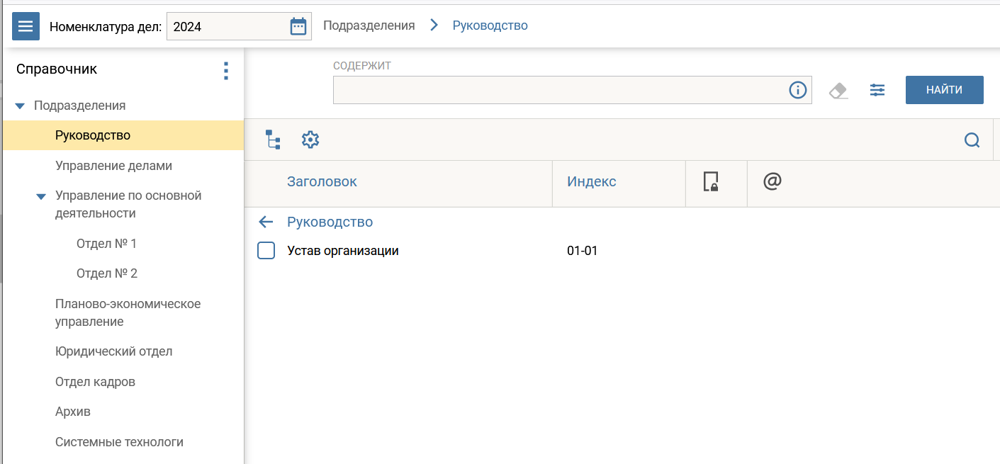 Номенклатура дел: 2024 Подразделения Руководство
Справочник
Подразделения
Руководство
Управление делами
Управление по основной
деятельности
Отдел № 1
Отдел № 2
Планово-экономическое
управление
Юридический отдел
Отдел кадров
Архив
Системные технологи
СОДЕРЖИТ
НАЙТИ
Заголовок Индекс @
Руководство
Устав организации 01-01